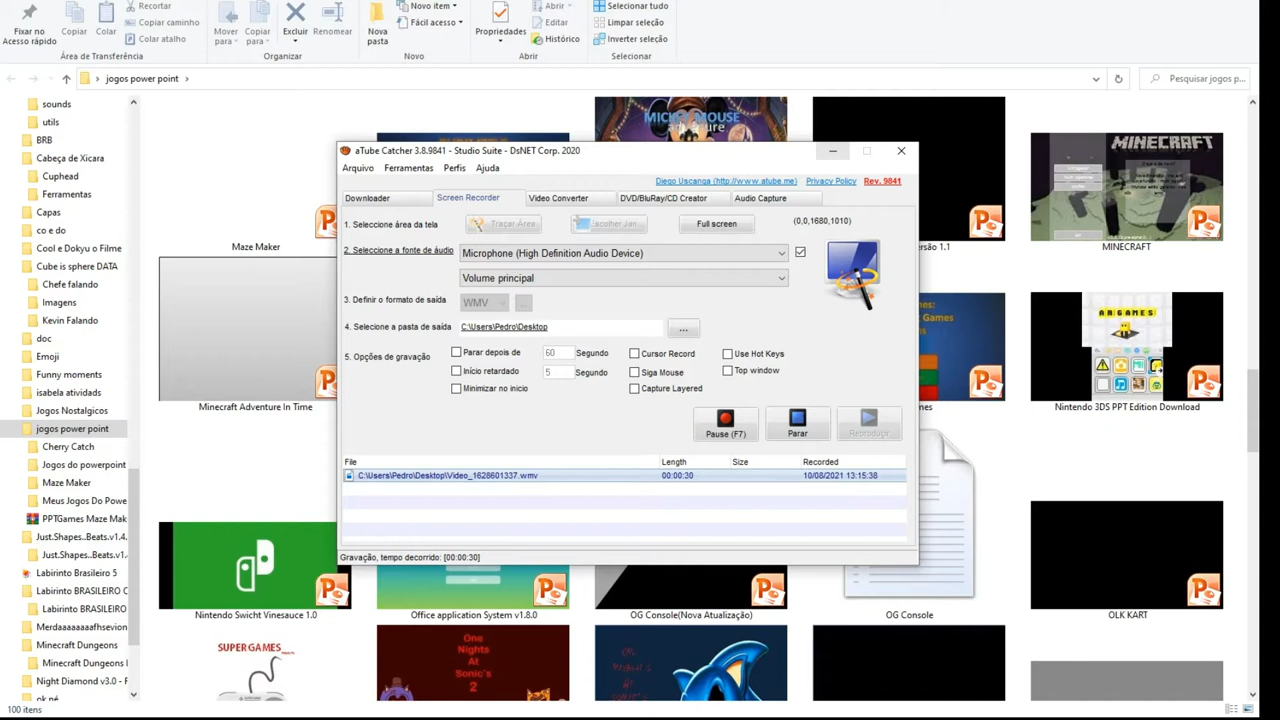 Recortar
Novo item
Abrir
Selecionar tudo
Copiar caminho
Fácil acesso
Editar
Limpar seleção
Fixar no
Acesso rápido
Copiar
Colar
Colar atalho
Mover
para
Copiar
para
Excluir
Renomear
Nova
pasta
Propriedades
Histórico
Inverter seleção
Área de Transferência
Organizar
Novo
Abrir
Selecionar
jogos power point
Pesquisar jogos p...
sounds
utils
BRB
Cabeça de Xicara
Cuphead
Ferramentas
Capas
co e do
Cool e Dokyu o Filme
Cube is sphere DATA
Chefe falando
Imagens
Kevin Falando
doc
Emoji
Funny moments
isabela atividads
Jogos Nostalgicos
jogos power point
Cherry Catch
Jogos do powerpoint
Maze Maker
Meus Jogos Do Powe
PPTGames Maze Mak
Just.Shapes..Beats.v1.4
Just.Shapes..Beats.v1.
Labirinto Brasileiro 5
Labirinto BRASILEIRO
Labirinto BRASILEIRO
Merdaaaaaaafhsevion
Minecraft Dungeons
Minecraft Dungeons I
Night Diamond v3.0 - F
ok né
100 itens
MICKEY MOUSE
adventure
MINECRAFT
Maze Maker
ersão 1.1
MINECRAFT
Minecraft Adventure In Time
Games
mes
AR GAMES
Nintendo 3DS PPT Edition Download
Nintendo Swicht Vinesauce 1.0
Office application System v1.8.0
OG Console(Nova Atualização)
OG Console
OLK KART
SUPER GAMES
One
Nights
At
Sonic's
2
aTube Catcher 3.8.9841 - Studio Suite - DsNET Corp. 2020
Arquivo Ferramentas Perfis Ajuda
Diego Uscanga (http://www.atube.me) Privacy Policy Rev. 9841
Downloader Screen Recorder Video Converter DVD/BluRay/CD Creator Audio Capture
1. Seleccione área da tela Traçar Área Escolher Jan Full screen (0,0,1680,1010)
2. Seleccione a fonte de áudio Microphone (High Definition Audio Device)
Volume principal
3. Definir o formato de saída WMV ...
4. Selecione a pasta de saída C:\Users\Pedro\Desktop ...
5. Opções de gravação Parar depois de 60 Segundo Cursor Record Use Hot Keys
Início retardado 5 Segundo Siga Mouse Top window
Minimizar no inicio Capture Layered
Pause (F7) Parar Reproduzir
File Length Size Recorded
C:\Users\Pedro\Desktop\Video_1628601337.wmv 00:00:30 10/08/2021 13:15:38
Gravação, tempo decorrido: [00:00:30]